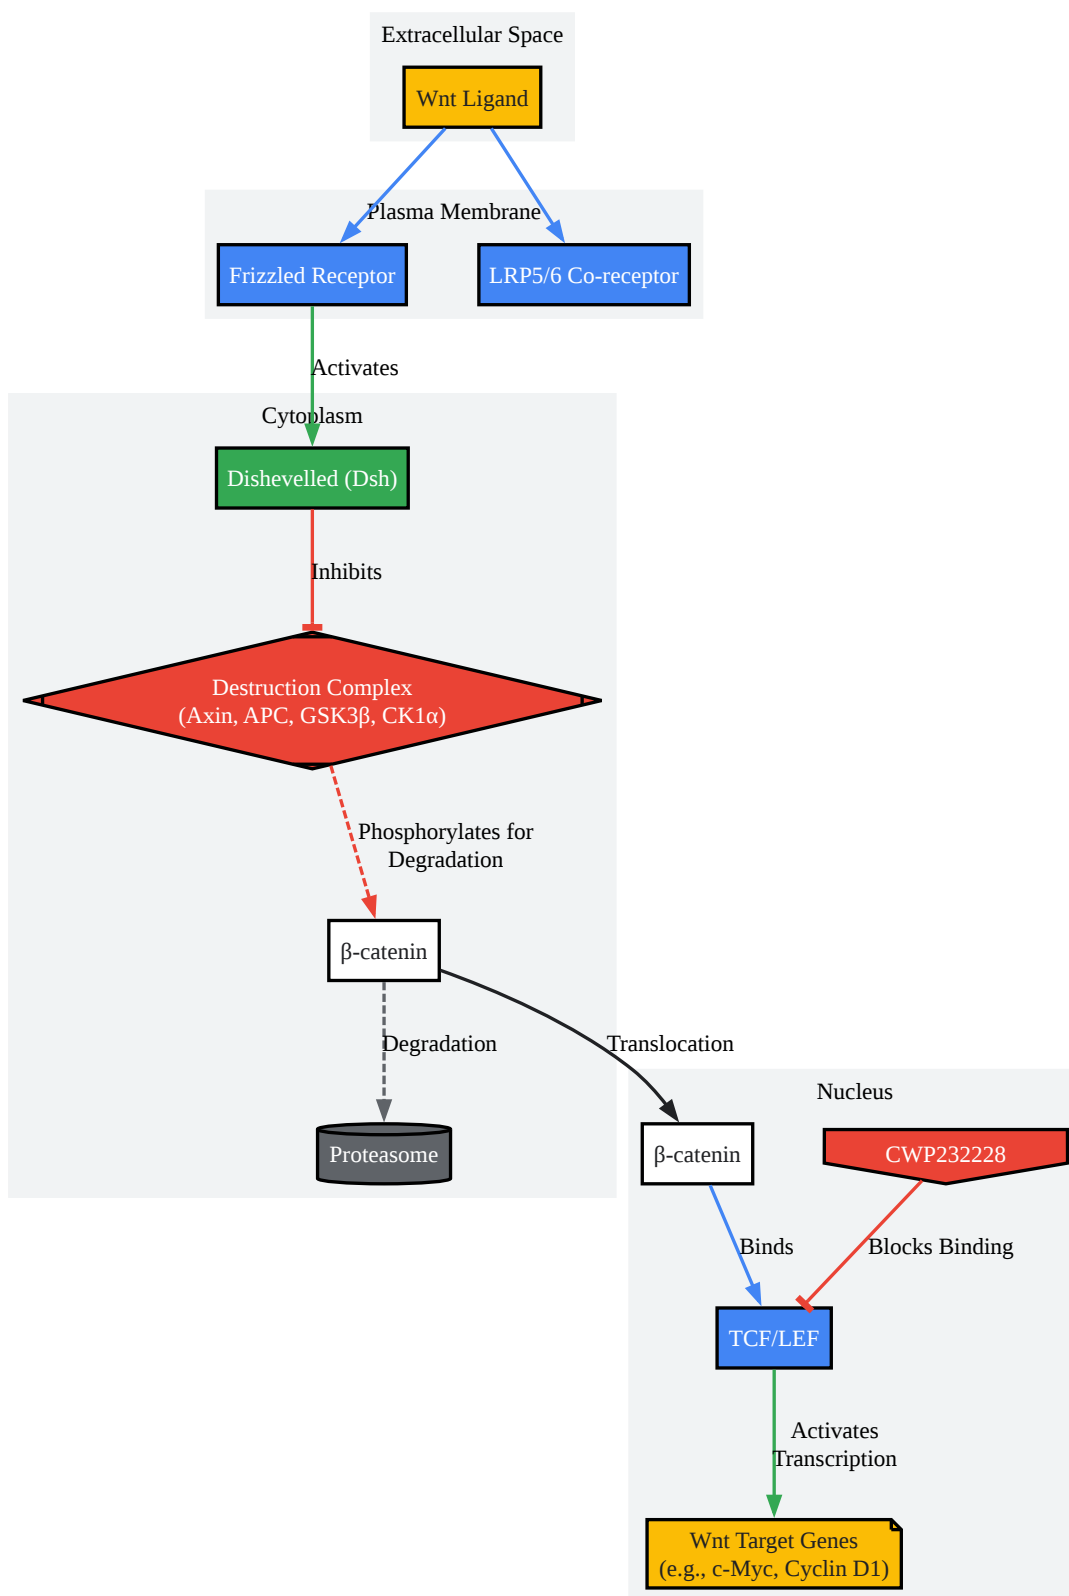 Extracellular Space
Wnt Ligand
Plasma Membrane
Frizzled Receptor
LRP5/6 Co-receptor
Activates
Cytoplasm
Dishevelled (Dsh)
Inhibits
Destruction Complex
(Axin, APC, GSK3β, CK1α)
Phosphorylates for
Degradation
β-catenin
Degradation
Translocation
Proteasome
Nucleus
β-catenin
CWP232228
Binds
Blocks Binding
TCF/LEF
Activates
Transcription
Wnt Target Genes
(e.g., c-Myc, Cyclin D1)